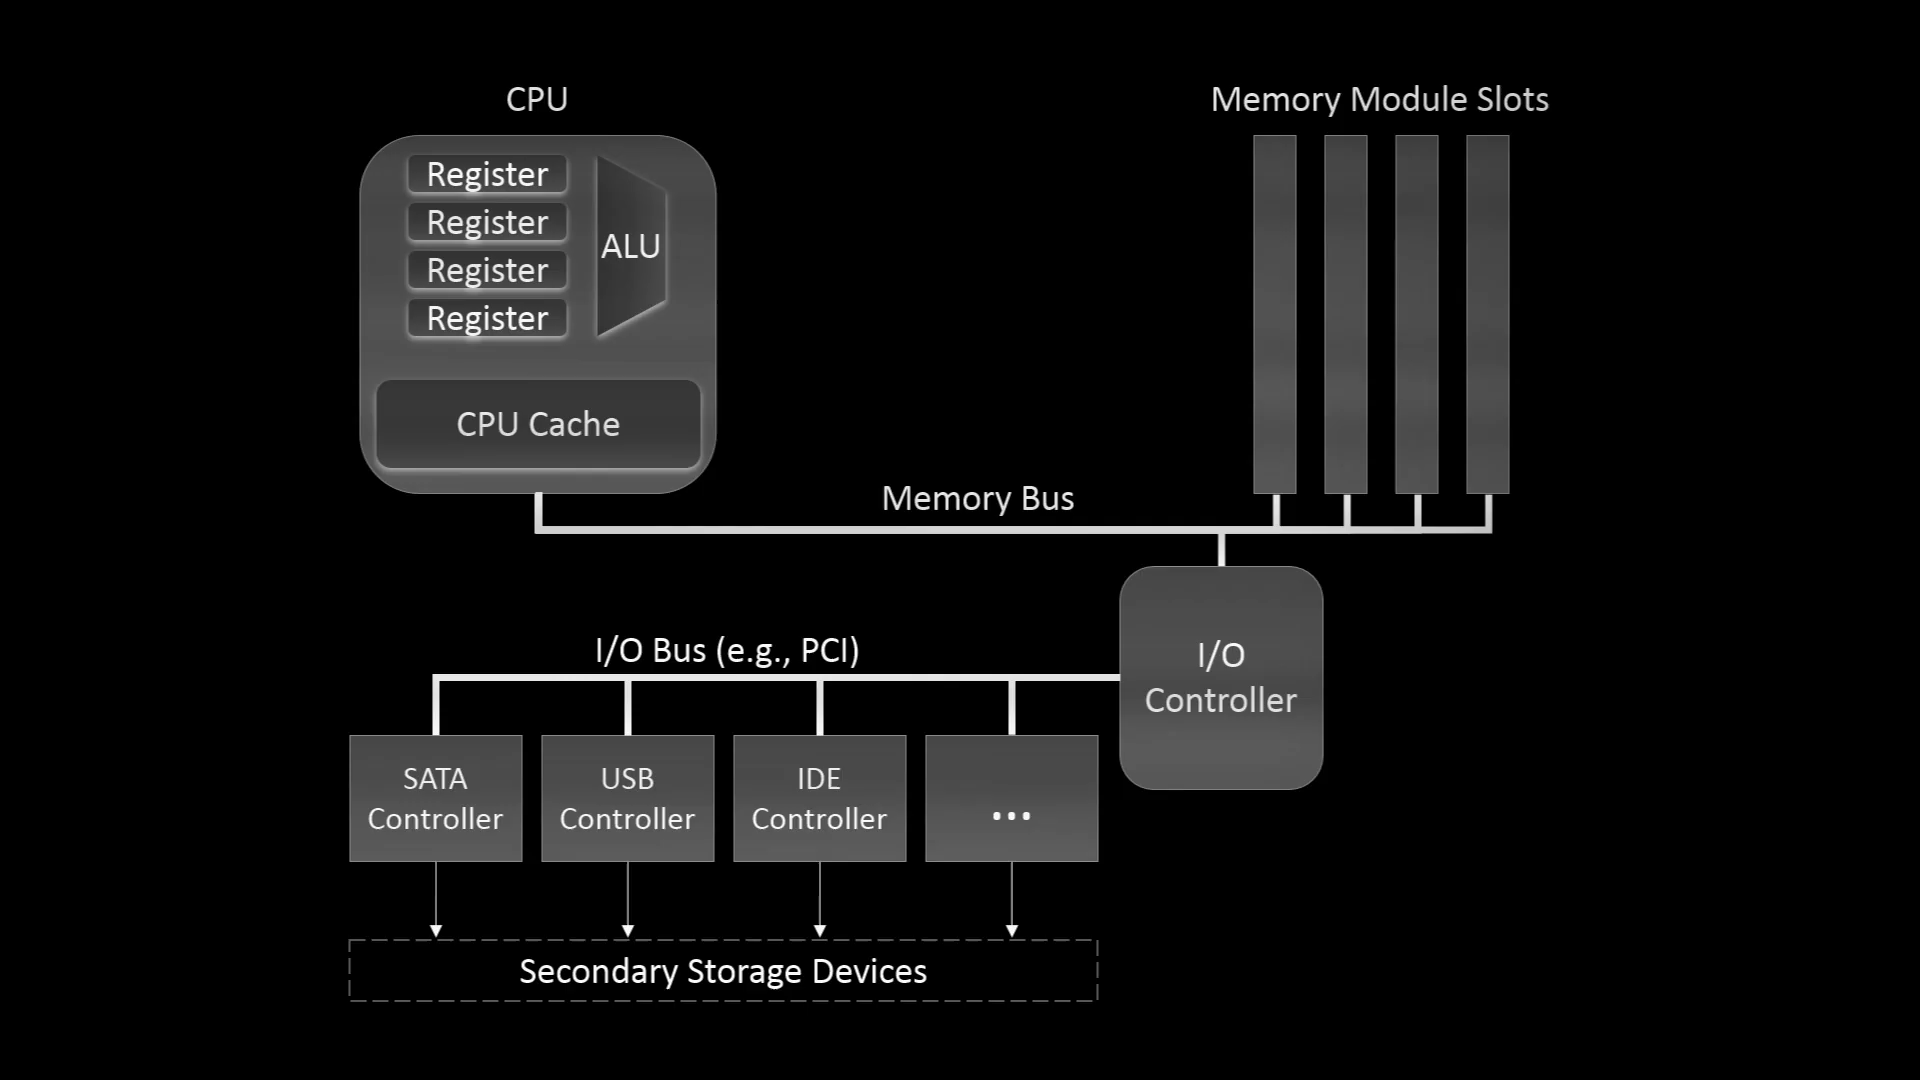 CPU
Memory Module Slots
Register
Register
Register
Register
ALU
CPU Cache
Memory Bus
I/O Bus (e.g., PCI)
I/O
Controller
SATA
Controller
USB
Controller
IDE
Controller
...
Secondary Storage Devices